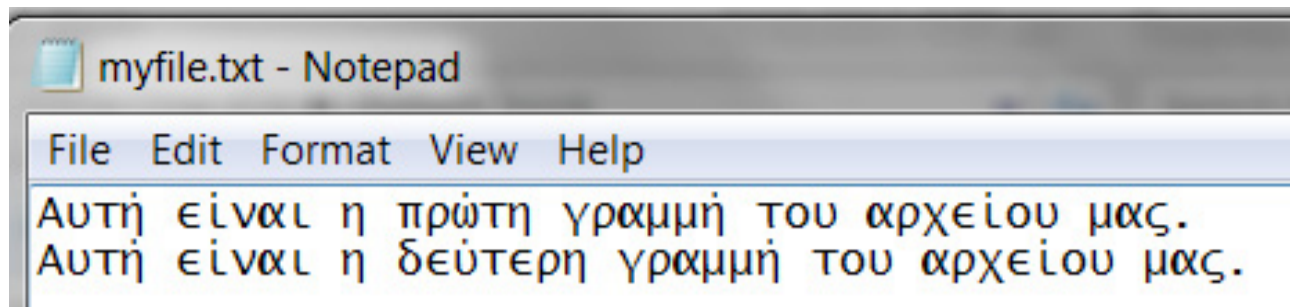 myfile.txt - Notepad
File Edit Format View Help
Αυτή είναι η πρώτη γραμμή του αρχείου μας.
Αυτή είναι η δεύτερη γραμμή του αρχείου μας.